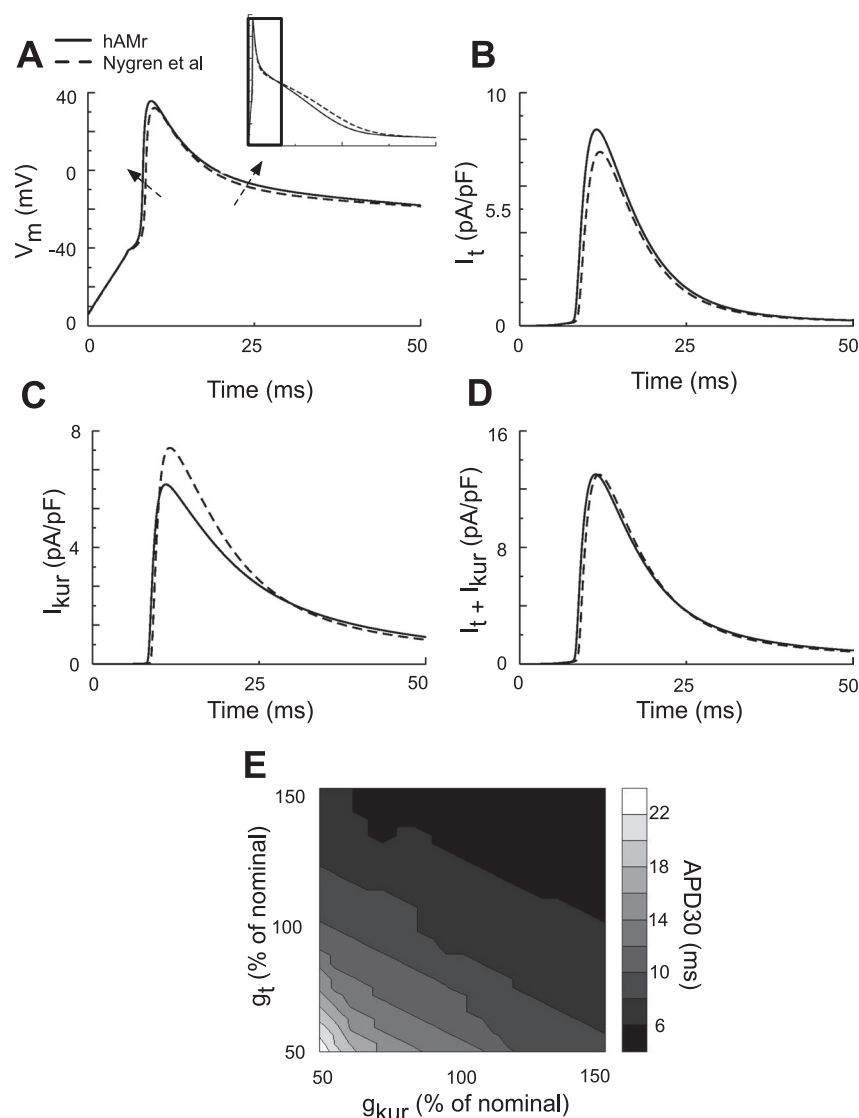 hAMr
Nygren et al
A
B
40
0
-40
0
V_m (mV)
0
25
50
Time (ms)
10
5.5
0
I_t (pA/pF)
0
25
50
Time (ms)
C
D
8
4
0
I_kur (pA/pF)
0
25
50
Time (ms)
16
8
0
I_t + I_kur (pA/pF)
0
25
50
Time (ms)
E
150
100
50
g_t (% of nominal)
50
100
150
g_kur (% of nominal)
22
18
14
10
6
APD30 (ms)